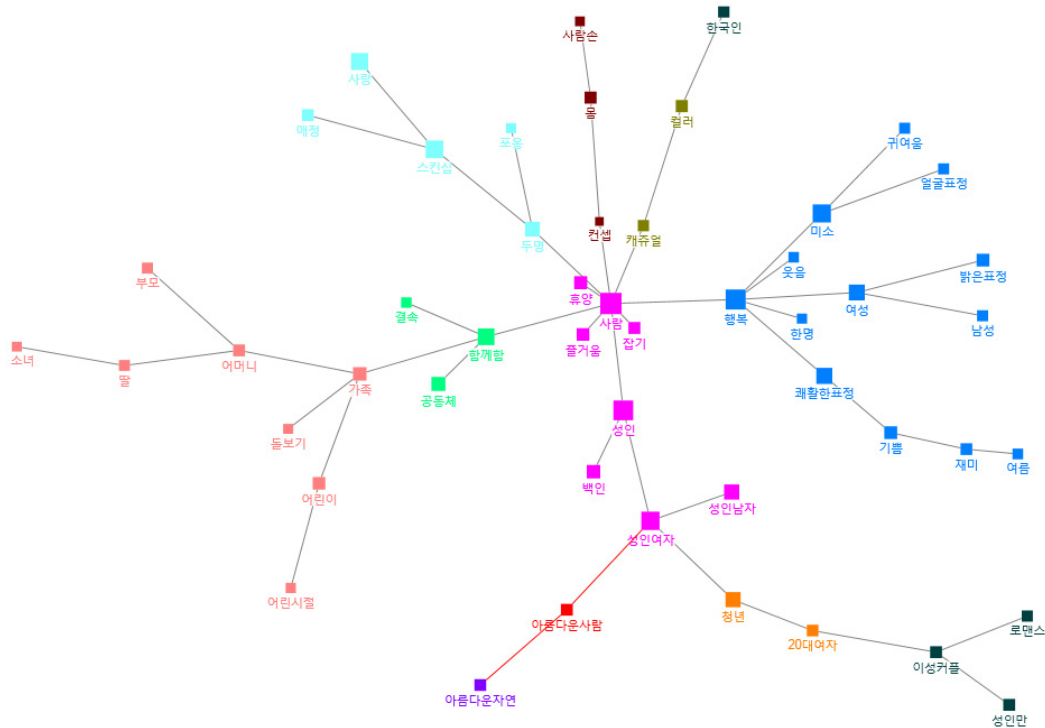 한국인
사람손
사랑
몸
애정
컬러
포옹
귀여움
스킨십
얼굴표정
미소
컨셉
두명
캐쥬얼
웃음
밝은표정
부모
휴양
여성
결속
사람
행복
한명
남성
소녀
딸
어머니
함께함
즐거움
잡기
가족
공동체
쾌활한표정
돌보기
성인
기쁨
재미
여름
어린이
백인
성인남자
성인여자
어린시절
아름다운사람
청년
20대여자
로맨스
이성커플
아름다운자연
성인만